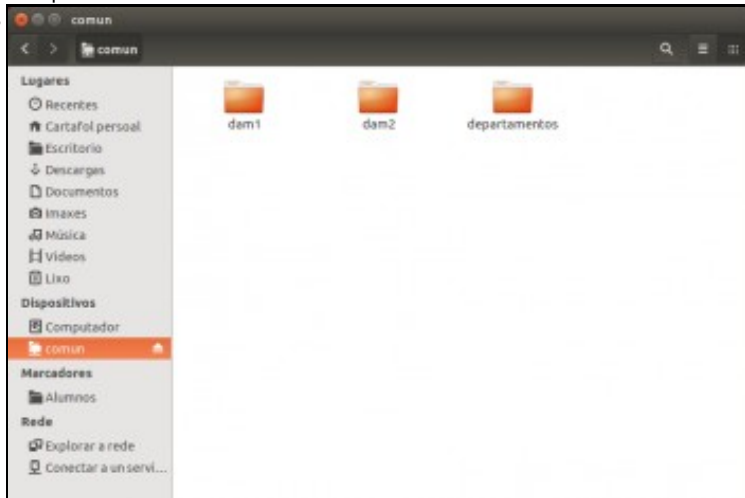 comun
comun
Lugares
Recentes
Cartafol persoal
Escritorio
Descargas
Documentos
Imaxes
Música
Vídeos
Lixo
Dispositivos
Computador
comun
Marcadores
Alumnos
Rede
Explorar a rede
Conectar a un servi...
dam1 dam2 departamentos